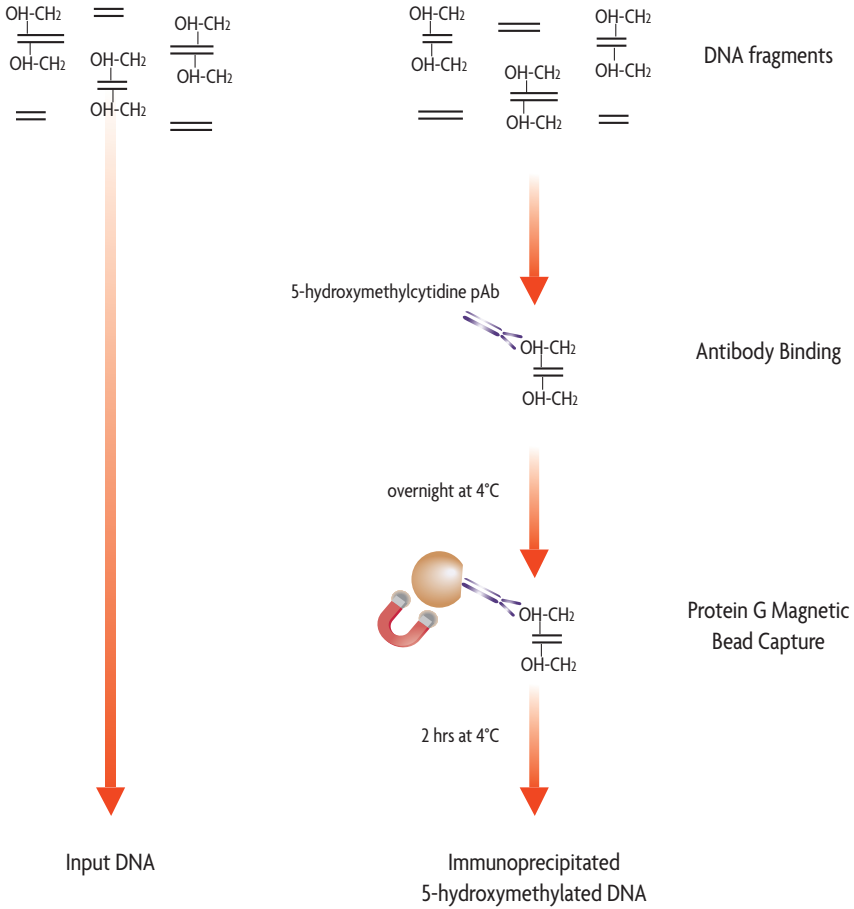 OH-CH2
OH-CH2
OH-CH2
OH-CH2
OH-CH2
OH-CH2
OH-CH2
OH-CH2
OH-CH2
OH-CH2
OH-CH2
OH-CH2
DNA fragments
5-hydroxymethylcytidine pAb
OH-CH2
OH-CH2
Antibody Binding
overnight at 4°C
OH-CH2
OH-CH2
Protein G Magnetic
Bead Capture
2 hrs at 4°C
Input DNA
Immunoprecipitated
5-hydroxymethylated DNA